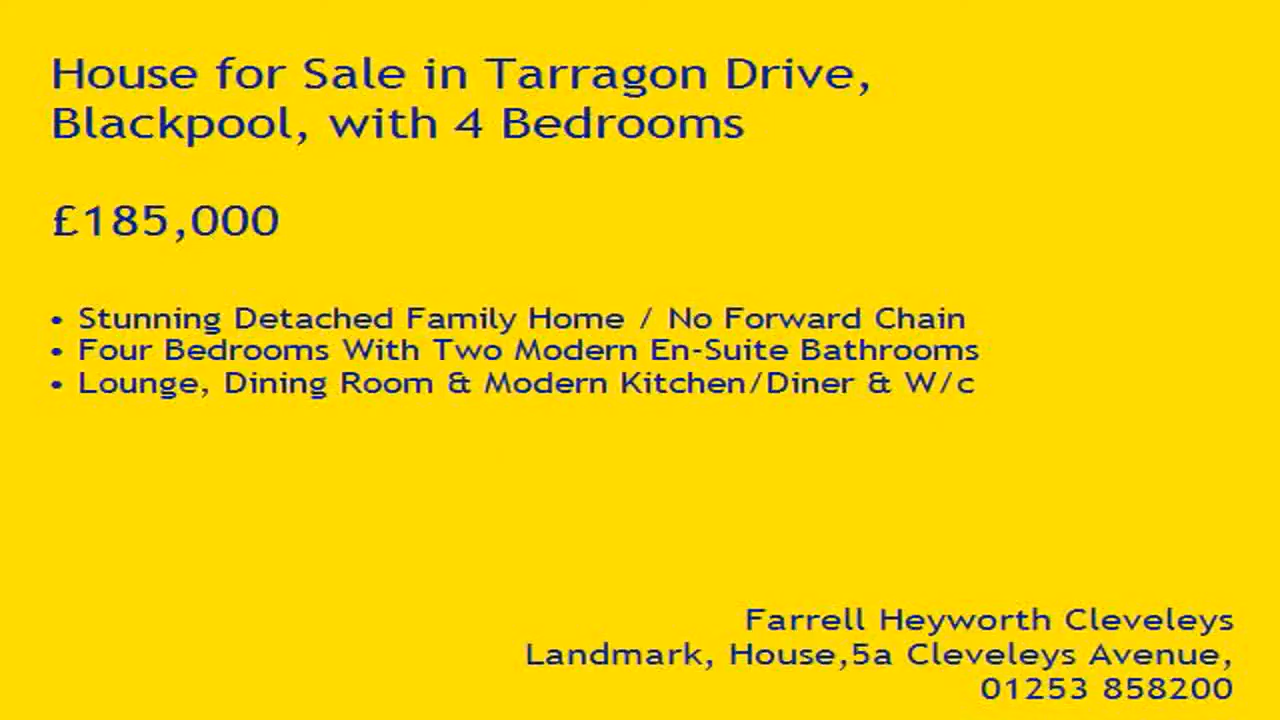 House for Sale in Tarragon Drive,
Blackpool, with 4 Bedrooms
£185,000
• Stunning Detached Family Home / No Forward Chain
• Four Bedrooms With Two Modern En-Suite Bathrooms
• Lounge, Dining Room & Modern Kitchen/Diner & W/c
Farrell Heyworth Cleveleys
Landmark, House,5a Cleveleys Avenue,
01253 858200